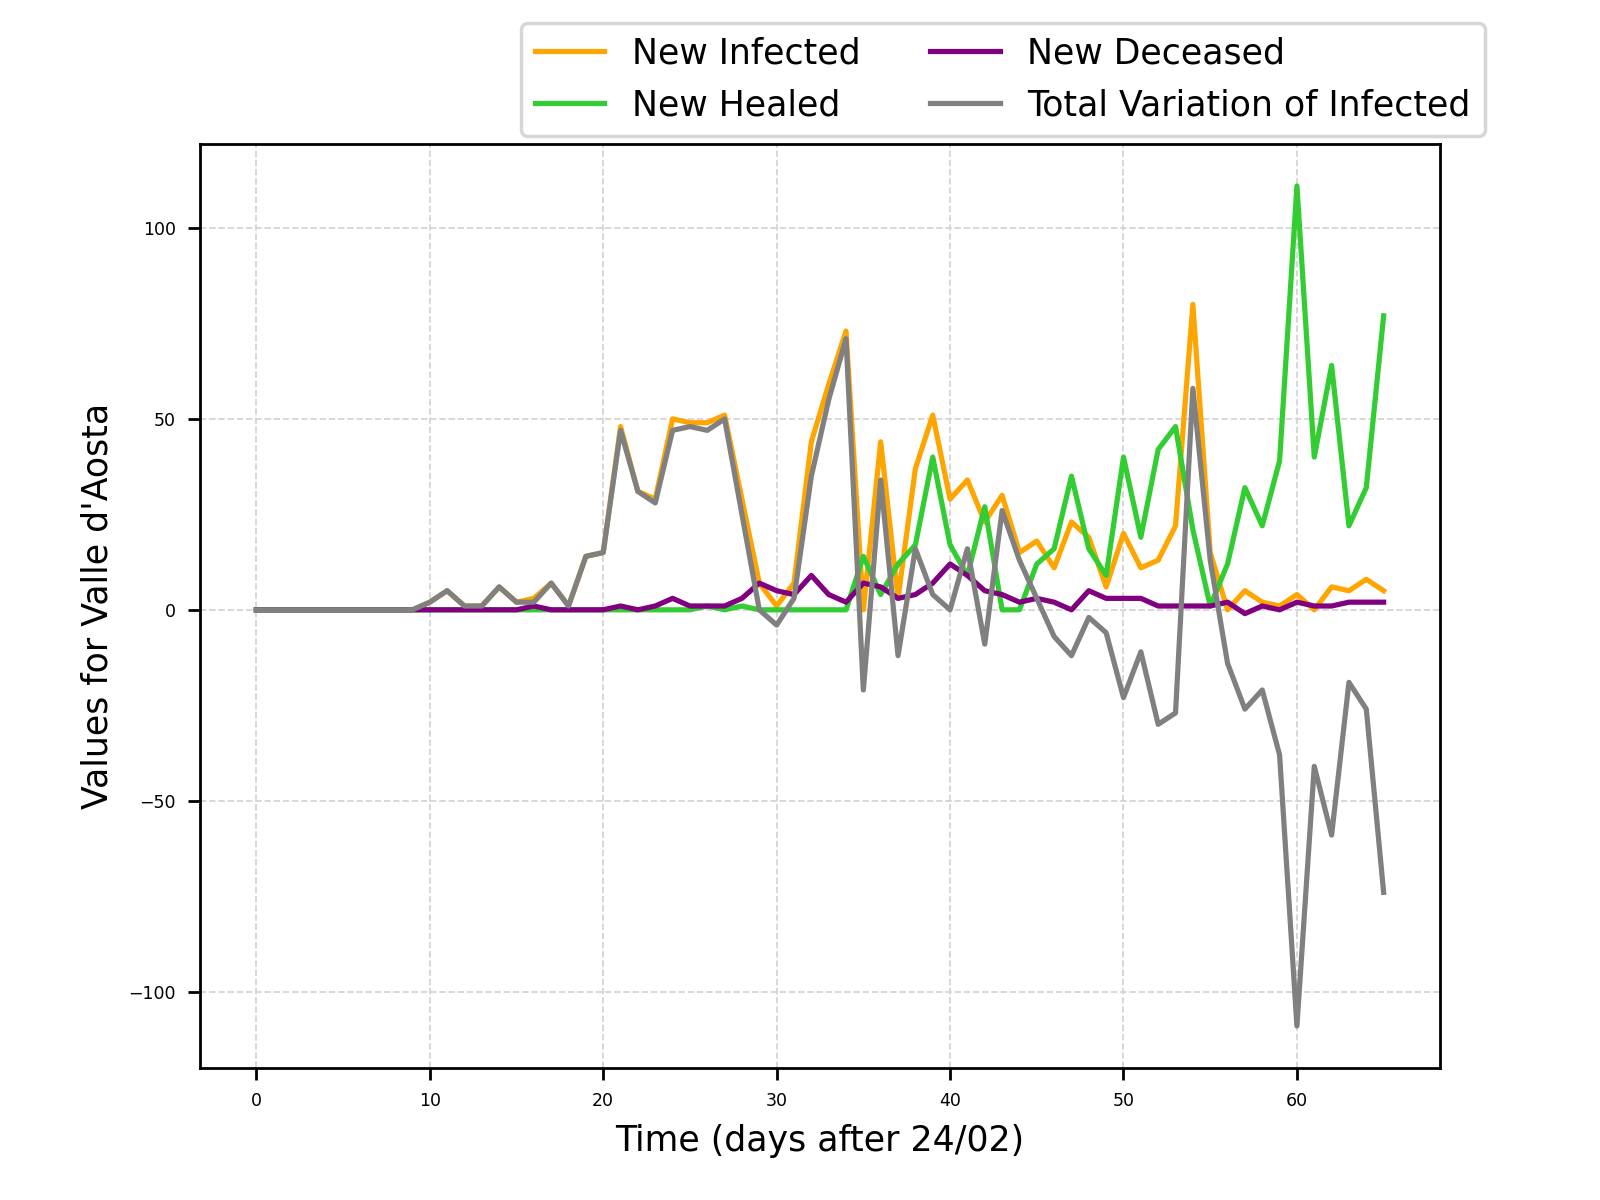 New Infected
New Healed
New Deceased
Total Variation of Infected
Values for Valle d'Aosta
100
50
0
−50
−100
0 10 20 30 40 50 60
Time (days after 24/02)